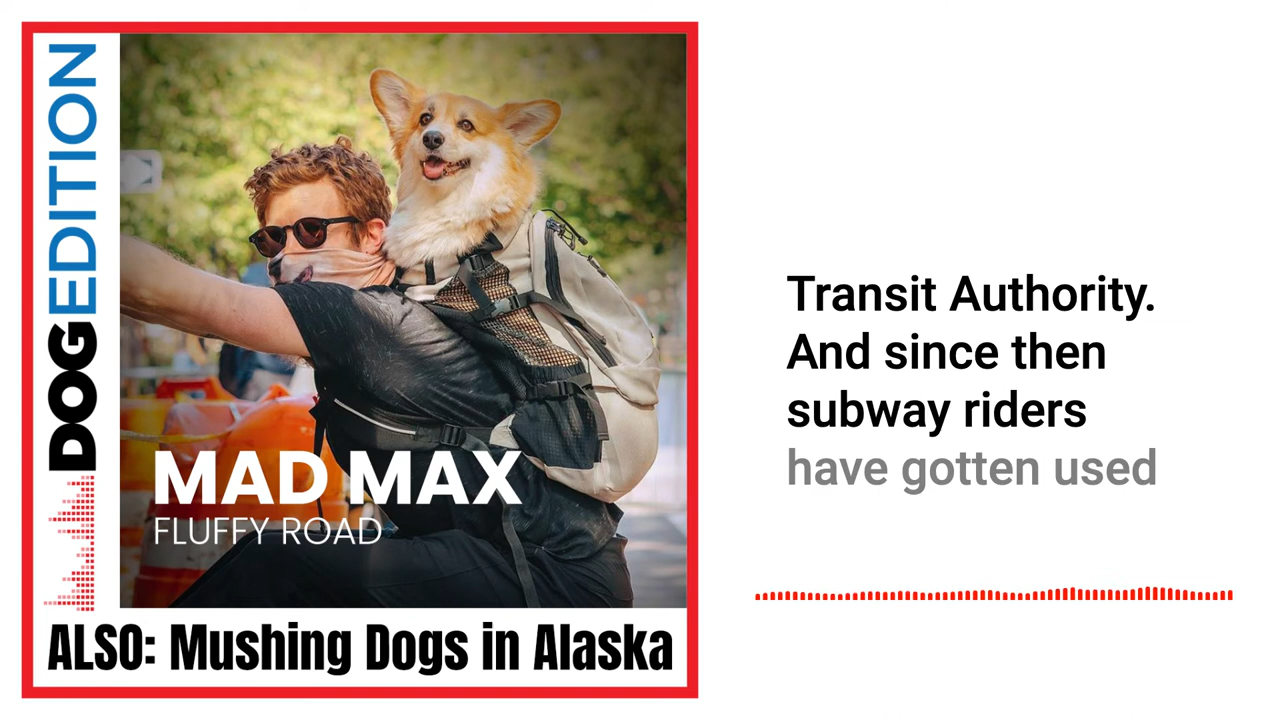 DOGEDITION
MAD MAX
FLUFFY ROAD
ALSO: Mushing Dogs in Alaska
Transit Authority.
And since then
subway riders
have gotten used